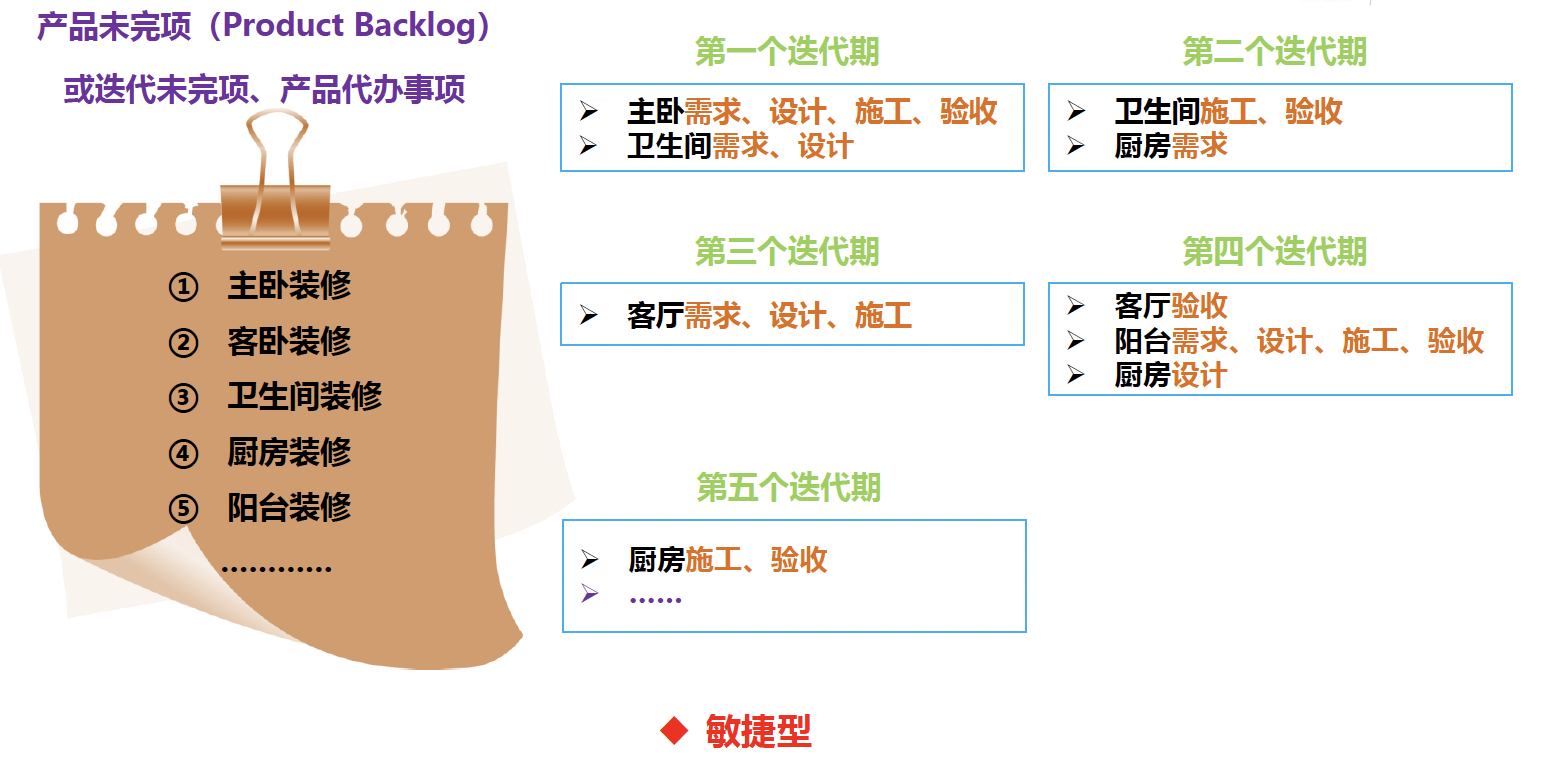 产品未完项（Product Backlog）
或迭代未完项、产品代办事项
① 主卧装修
② 客卧装修
③ 卫生间装修
④ 厨房装修
⑤ 阳台装修
…………
第一个迭代期
➢ 主卧需求、设计、施工、验收
➢ 卫生间需求、设计
第二个迭代期
➢ 卫生间施工、验收
➢ 厨房需求
第三个迭代期
➢ 客厅需求、设计、施工
第四个迭代期
➢ 客厅验收
➢ 阳台需求、设计、施工、验收
➢ 厨房设计
第五个迭代期
➢ 厨房施工、验收
➢ ……
◆ 敏捷型